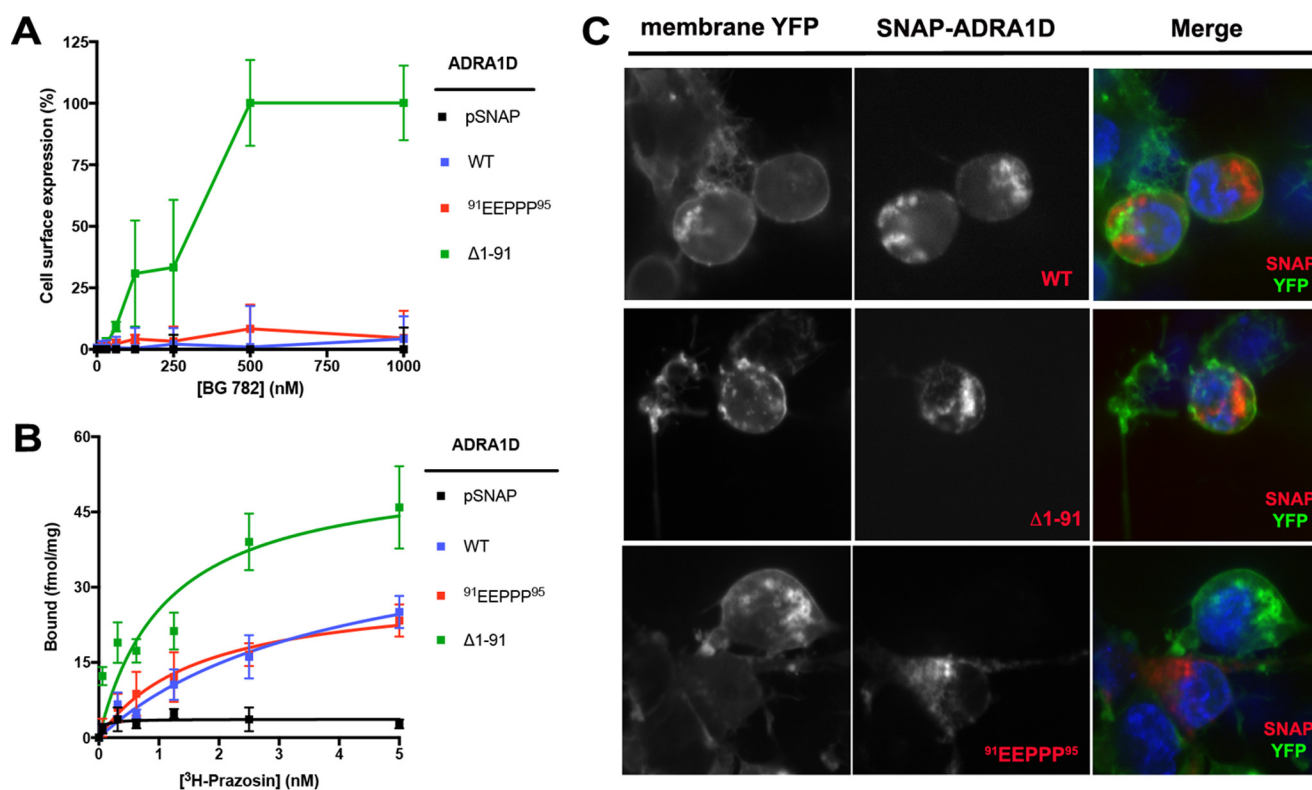 A
125
100
75
50
25
0
Cell surface expression (%)
0
250
500
750
1000
[BG 782] (nM)
ADRA1D
pSNAP
WT
⁹¹EEPPP⁹⁵
Δ1-91
B
60
45
30
15
0
Bound (fmol/mg)
0
1
2
3
4
5
[³H-Prazosin] (nM)
ADRA1D
pSNAP
WT
⁹¹EEPPP⁹⁵
Δ1-91
C
membrane YFP
SNAP-ADRA1D
Merge
WT
SNAP
YFP
Δ1-91
SNAP
YFP
⁹¹EEPPP⁹⁵
SNAP
YFP